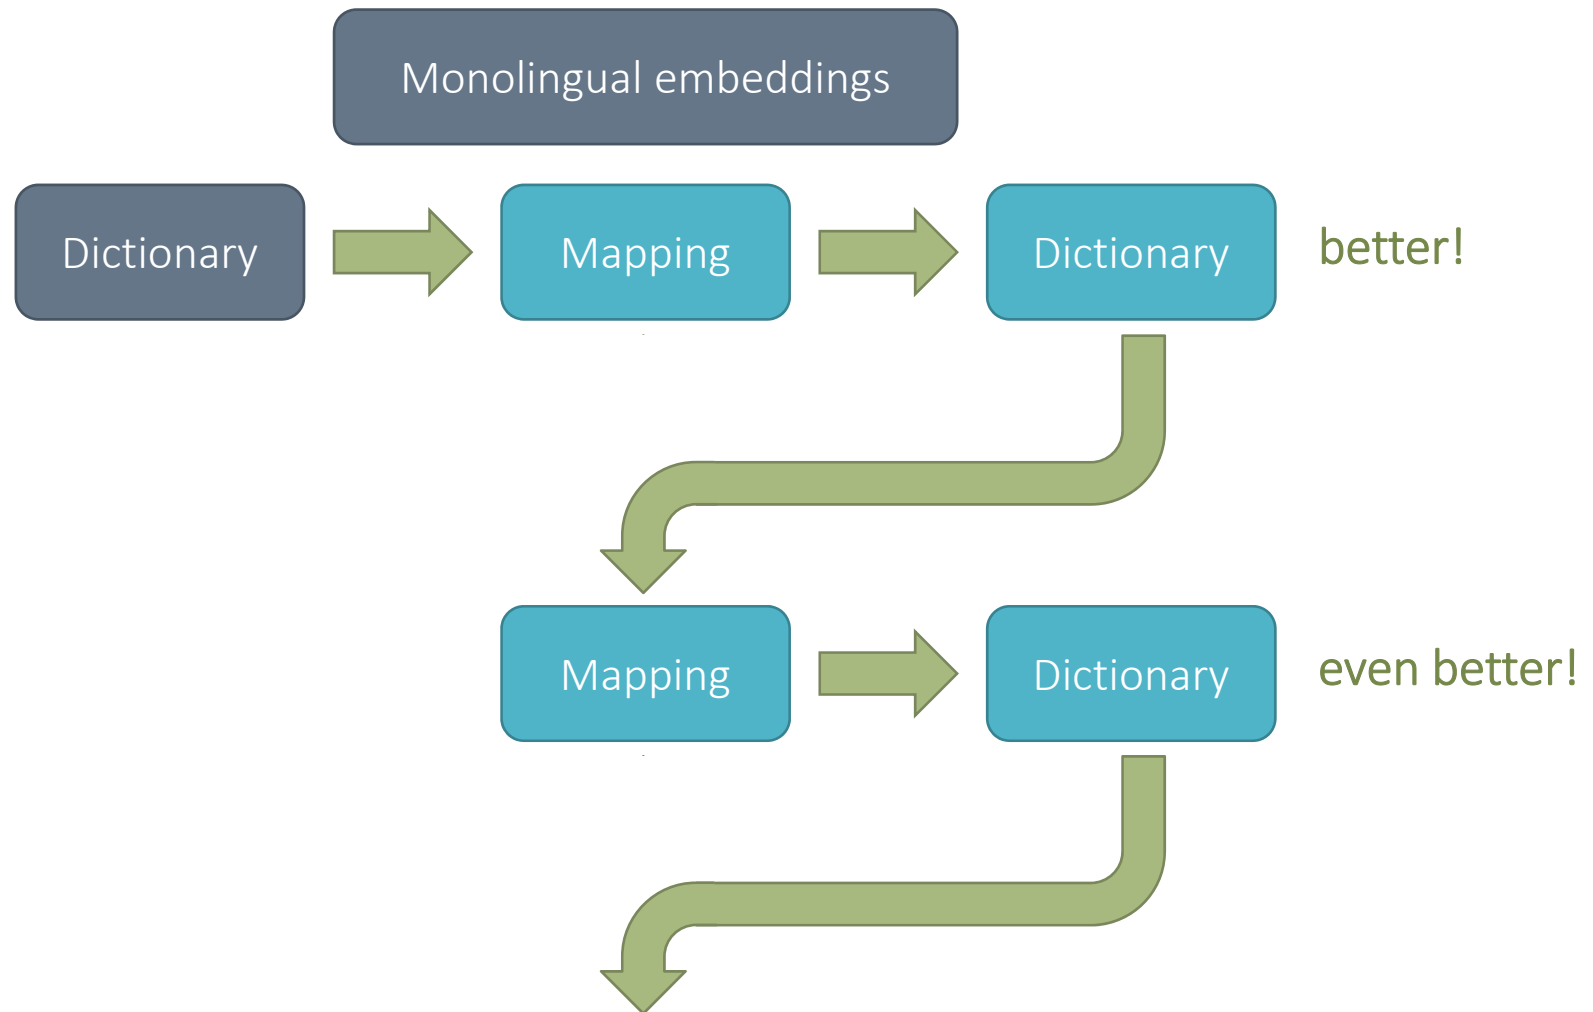 Monolingual embeddings
Dictionary
Mapping
Dictionary
better!
Mapping
Dictionary
even better!